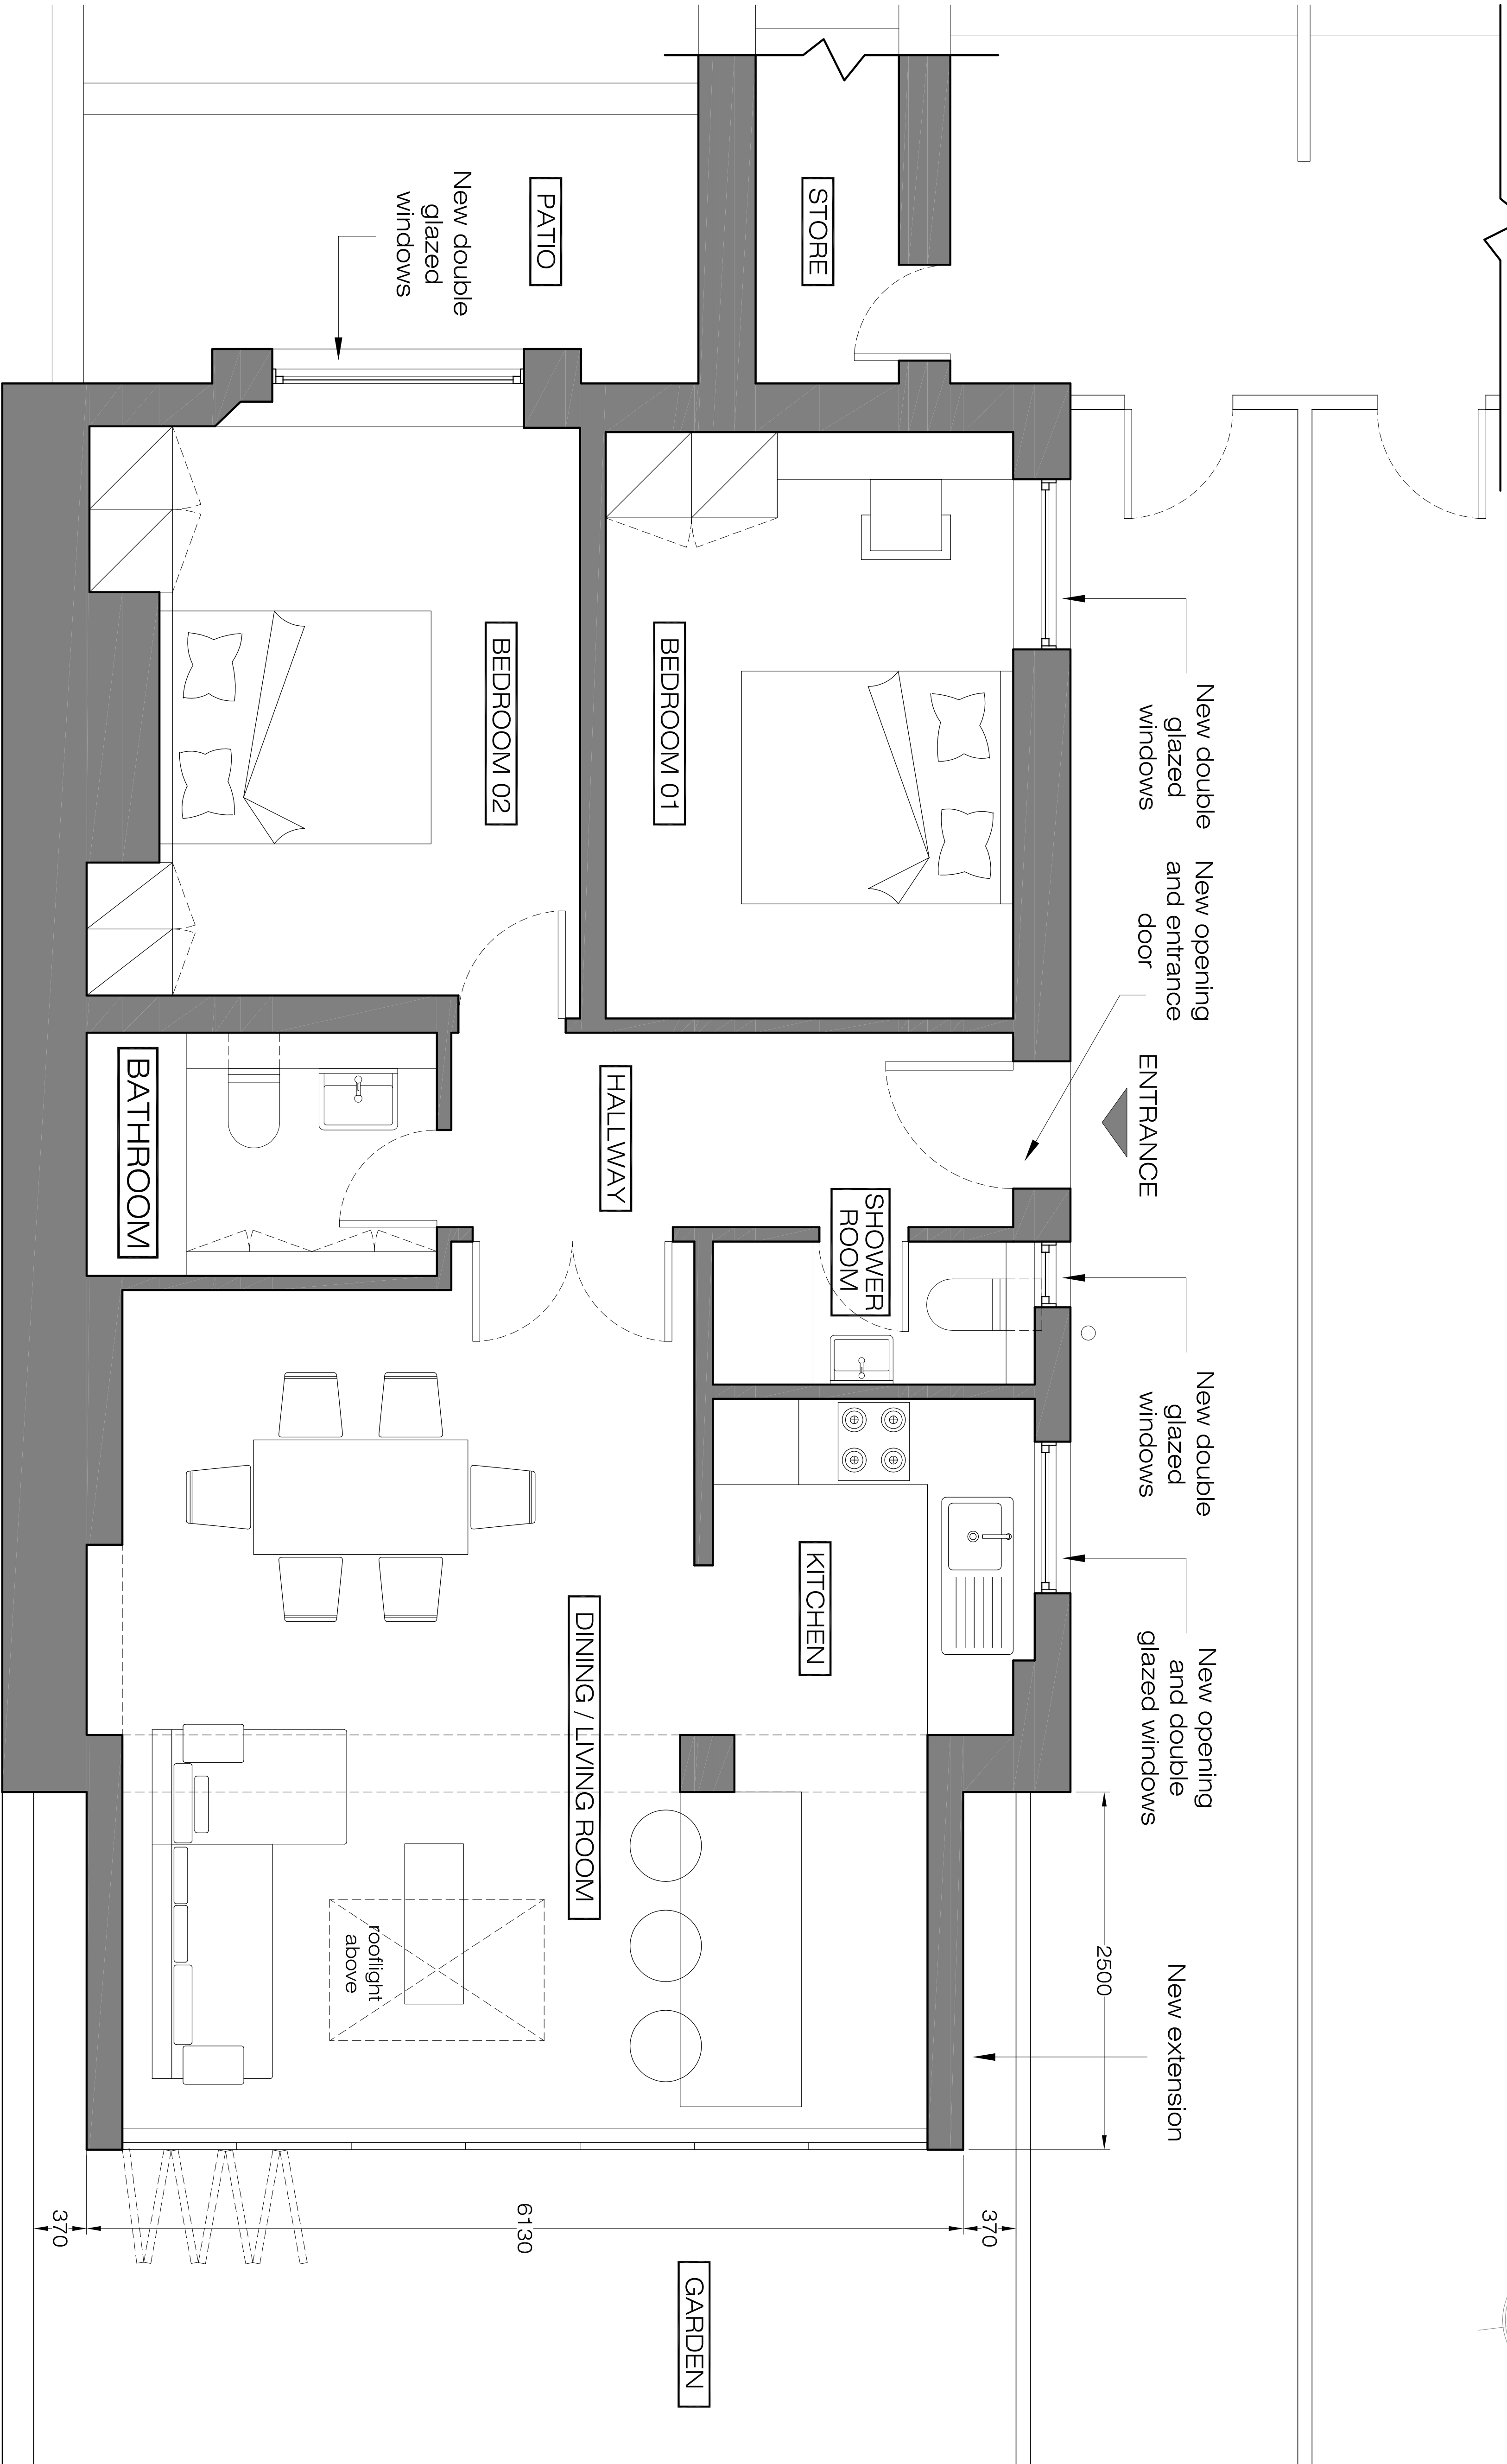 New double
glazed
windows
New opening
and entrance
door
ENTRANCE
New double
glazed
windows
New opening
and double
glazed windows
New extension
2500
STORE
PATIO
New double
glazed
windows
BEDROOM 01
BEDROOM 02
HALLWAY
SHOWER
ROOM
BATHROOM
KITCHEN
DINING / LIVING ROOM
rooflight
above
370
6130
370
GARDEN